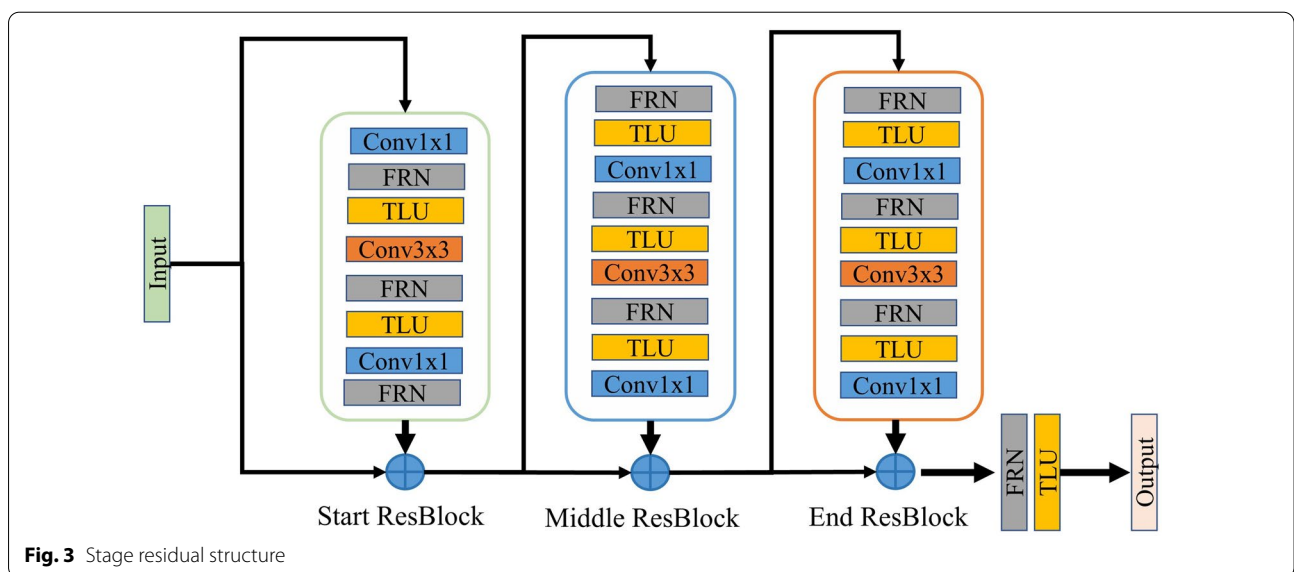 Input
Conv1x1
FRN
TLU
Conv3x3
FRN
TLU
Conv1x1
FRN
Start ResBlock
FRN
TLU
Conv1x1
FRN
TLU
Conv3x3
FRN
TLU
Conv1x1
Middle ResBlock
FRN
TLU
Conv1x1
FRN
TLU
Conv3x3
FRN
TLU
Conv1x1
End ResBlock
FRN
TLU
Output
Fig. 3 Stage residual structure